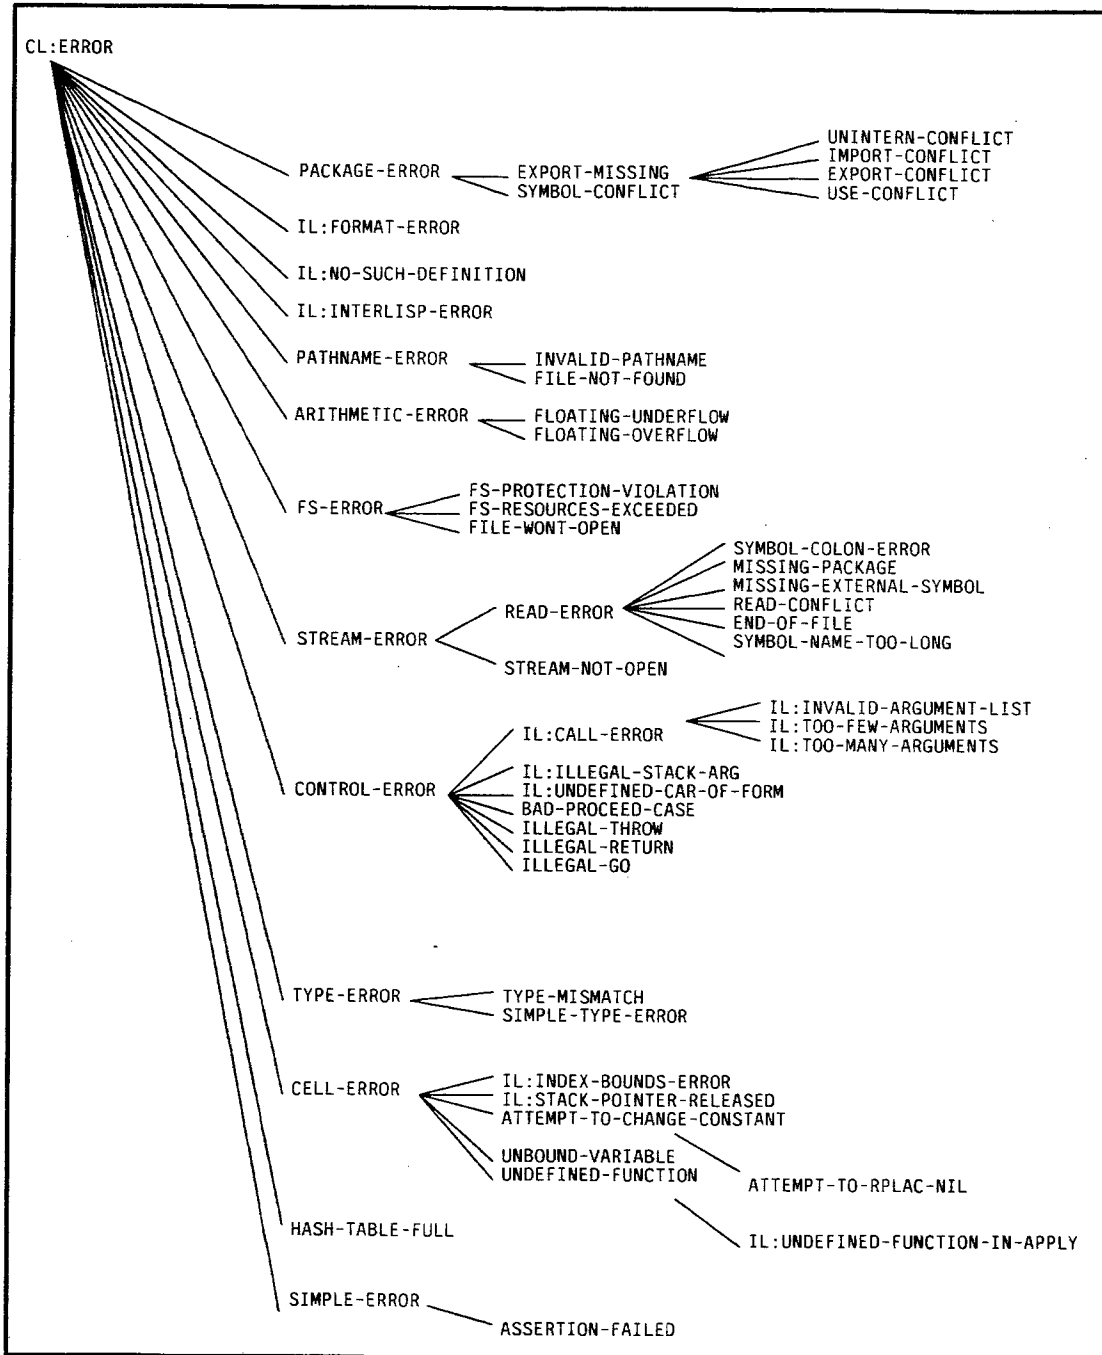 CL:ERROR
UNINTERN-CONFLICT
IMPORT-CONFLICT
PACKAGE-ERROR
EXPORT-MISSING
EXPORT-CONFLICT
SYMBOL-CONFLICT
USE-CONFLICT
IL:FORMAT-ERROR
IL:NO-SUCH-DEFINITION
IL:INTERLISP-ERROR
PATHNAME-ERROR
INVALID-PATHNAME
FILE-NOT-FOUND
ARITHMETIC-ERROR
FLOATING-UNDERFLOW
FLOATING-OVERFLOW
FS-ERROR
FS-PROTECTION-VIOLATION
FS-RESOURCES-EXCEEDED
FILE-WONT-OPEN
SYMBOL-COLON-ERROR
MISSING-PACKAGE
MISSING-EXTERNAL-SYMBOL
READ-ERROR
READ-CONFLICT
END-OF-FILE
STREAM-ERROR
SYMBOL-NAME-TOO-LONG
STREAM-NOT-OPEN
IL:INVALID-ARGUMENT-LIST
IL:CALL-ERROR
IL:TOO-FEW-ARGUMENTS
IL:TOO-MANY-ARGUMENTS
IL:ILLEGAL-STACK-ARG
CONTROL-ERROR
IL:UNDEFINED-CAR-OF-FORM
BAD-PROCEED-CASE
ILLEGAL-THROW
ILLEGAL-RETURN
ILLEGAL-GO
TYPE-ERROR
TYPE-MISMATCH
SIMPLE-TYPE-ERROR
CELL-ERROR
IL:INDEX-BOUNDS-ERROR
IL:STACK-POINTER-RELEASED
ATTEMPT-TO-CHANGE-CONSTANT
UNBOUND-VARIABLE
UNDEFINED-FUNCTION
ATTEMPT-TO-RPLAC-NIL
HASH-TABLE-FULL
IL:UNDEFINED-FUNCTION-IN-APPLY
SIMPLE-ERROR
ASSERTION-FAILED